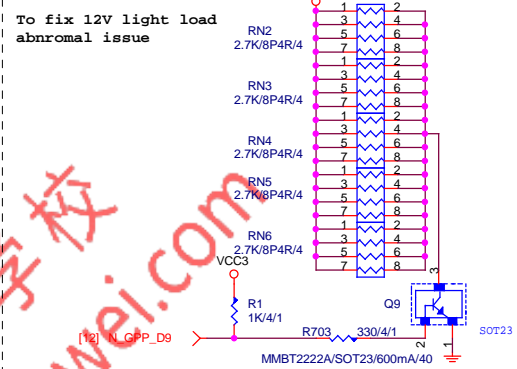 To fix 12V light load
abnromal issue
1 2
3 4
RN2
5 6
2.7K/8P4R/4
7 8
1 2
3 4
RN3
5 6
2.7K/8P4R/4
7 8
1 2
3 4
RN4
5 6
2.7K/8P4R/4
7 8
1 2
RN5
3 4
2.7K/8P4R/4
5 6
7 8
1 2
RN6
3 4
2.7K/8P4R/4
5 6
VCC3
7 8
3
R1
1K/4/1
Q9
[12] N_GPP_D9
R703 330/4/1
SOT23
2 1
MMBT2222A/SOT23/600mA/40
学校
wei.com